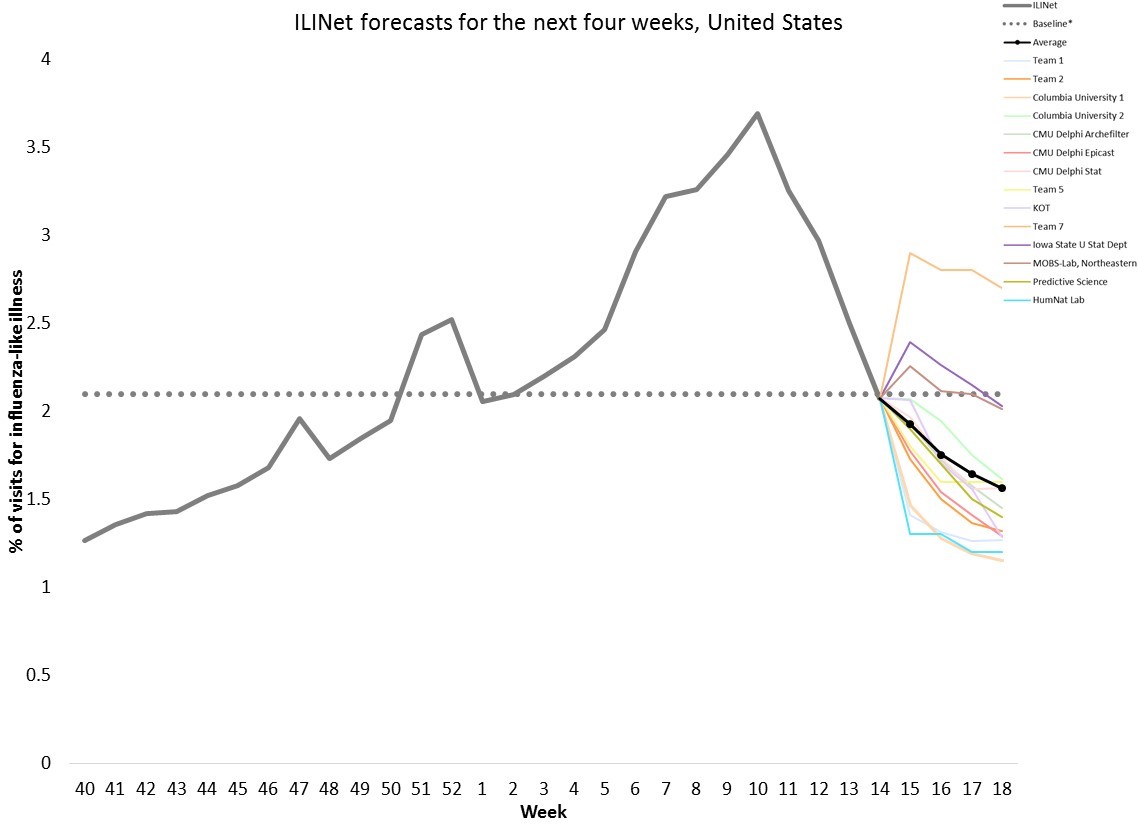 ILINet forecasts for the next four weeks, United States
ILINet
Baseline*
Average
Team 1
Team 2
Columbia University 1
Columbia University 2
CMU Delphi Archefilter
CMU Delphi Epicast
CMU Delphi Stat
Team 5
KOT
Team 7
Iowa State U Stat Dept
MOBS-Lab, Northeastern
Predictive Science
HumNat Lab
% of visits for influenza-like illness
4
3.5
3
2.5
2
1.5
1
0.5
0
40 41 42 43 44 45 46 47 48 49 50 51 52 1 2 3 4 5 6 7 8 9 10 11 12 13 14 15 16 17 18
Week